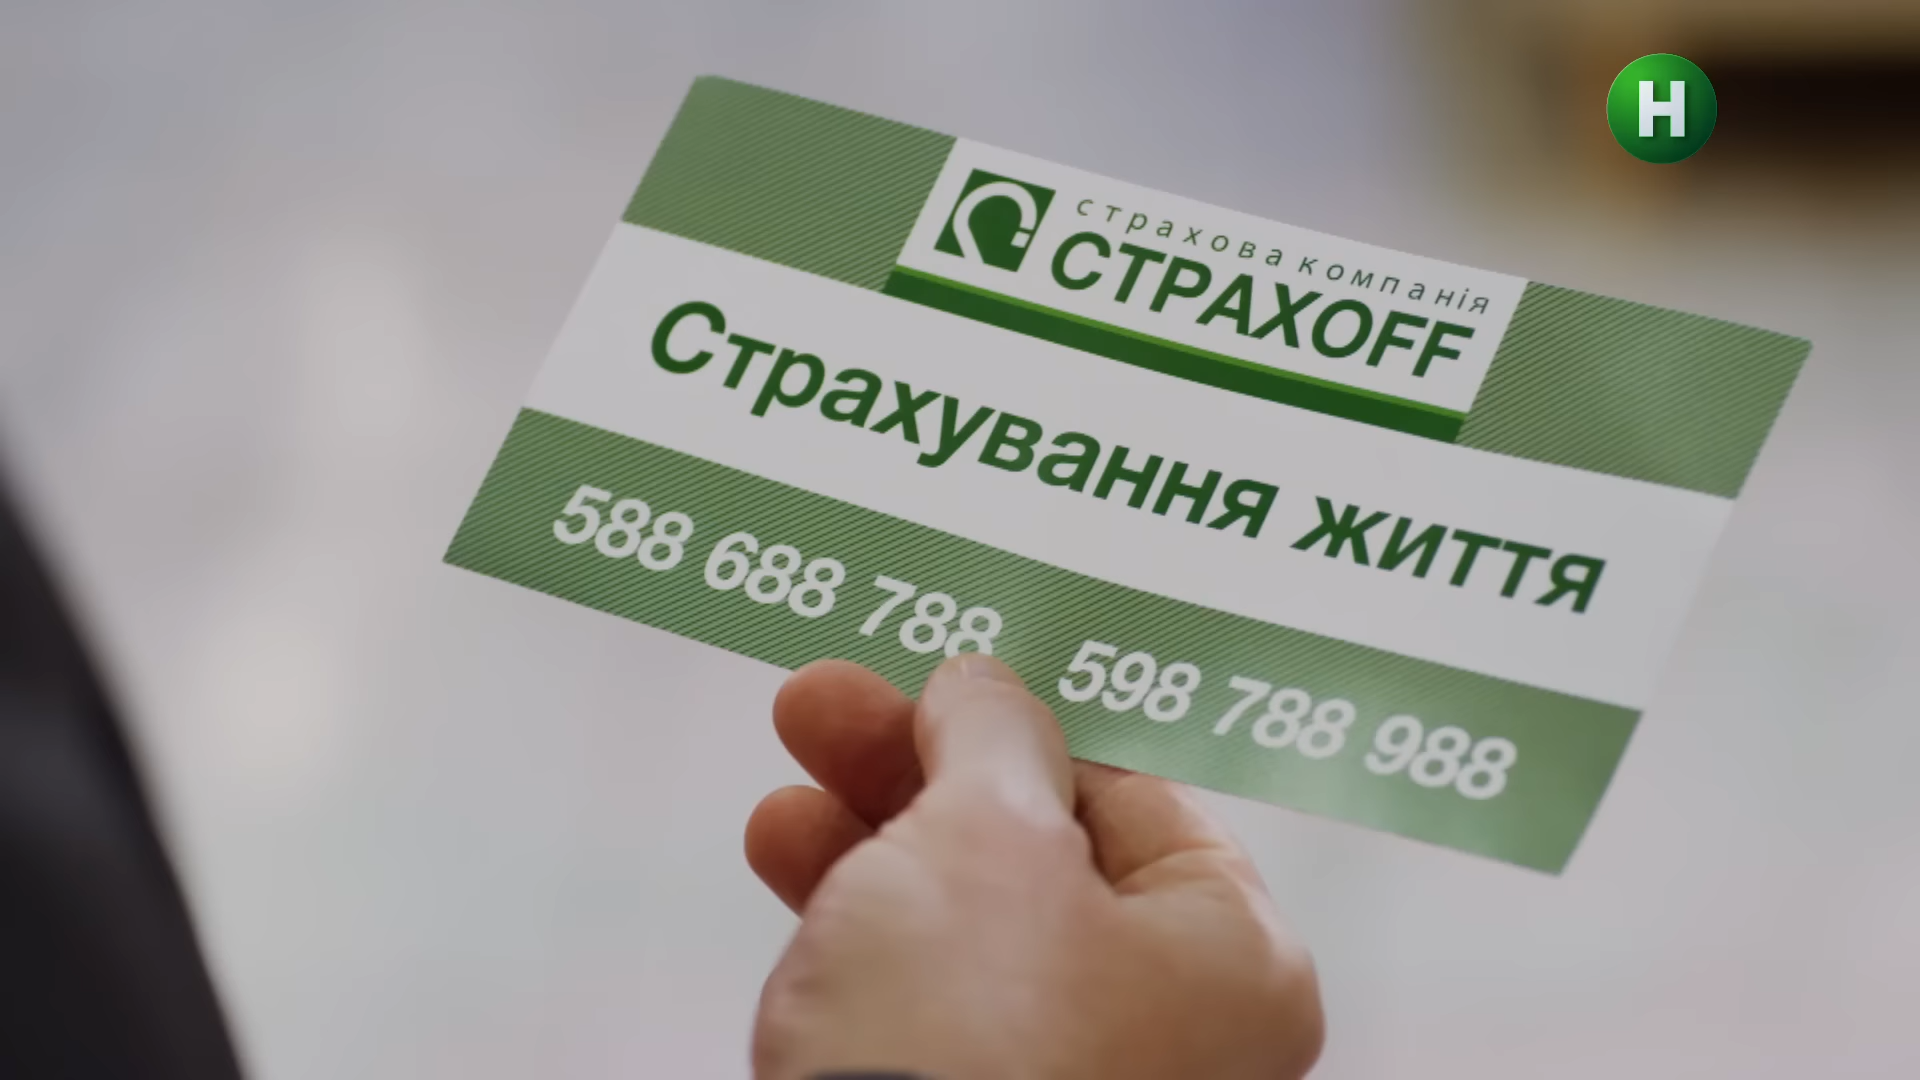 Н
страхова компанія
СТРАХOFF
Страхування життя
588 688 788 598 788 988